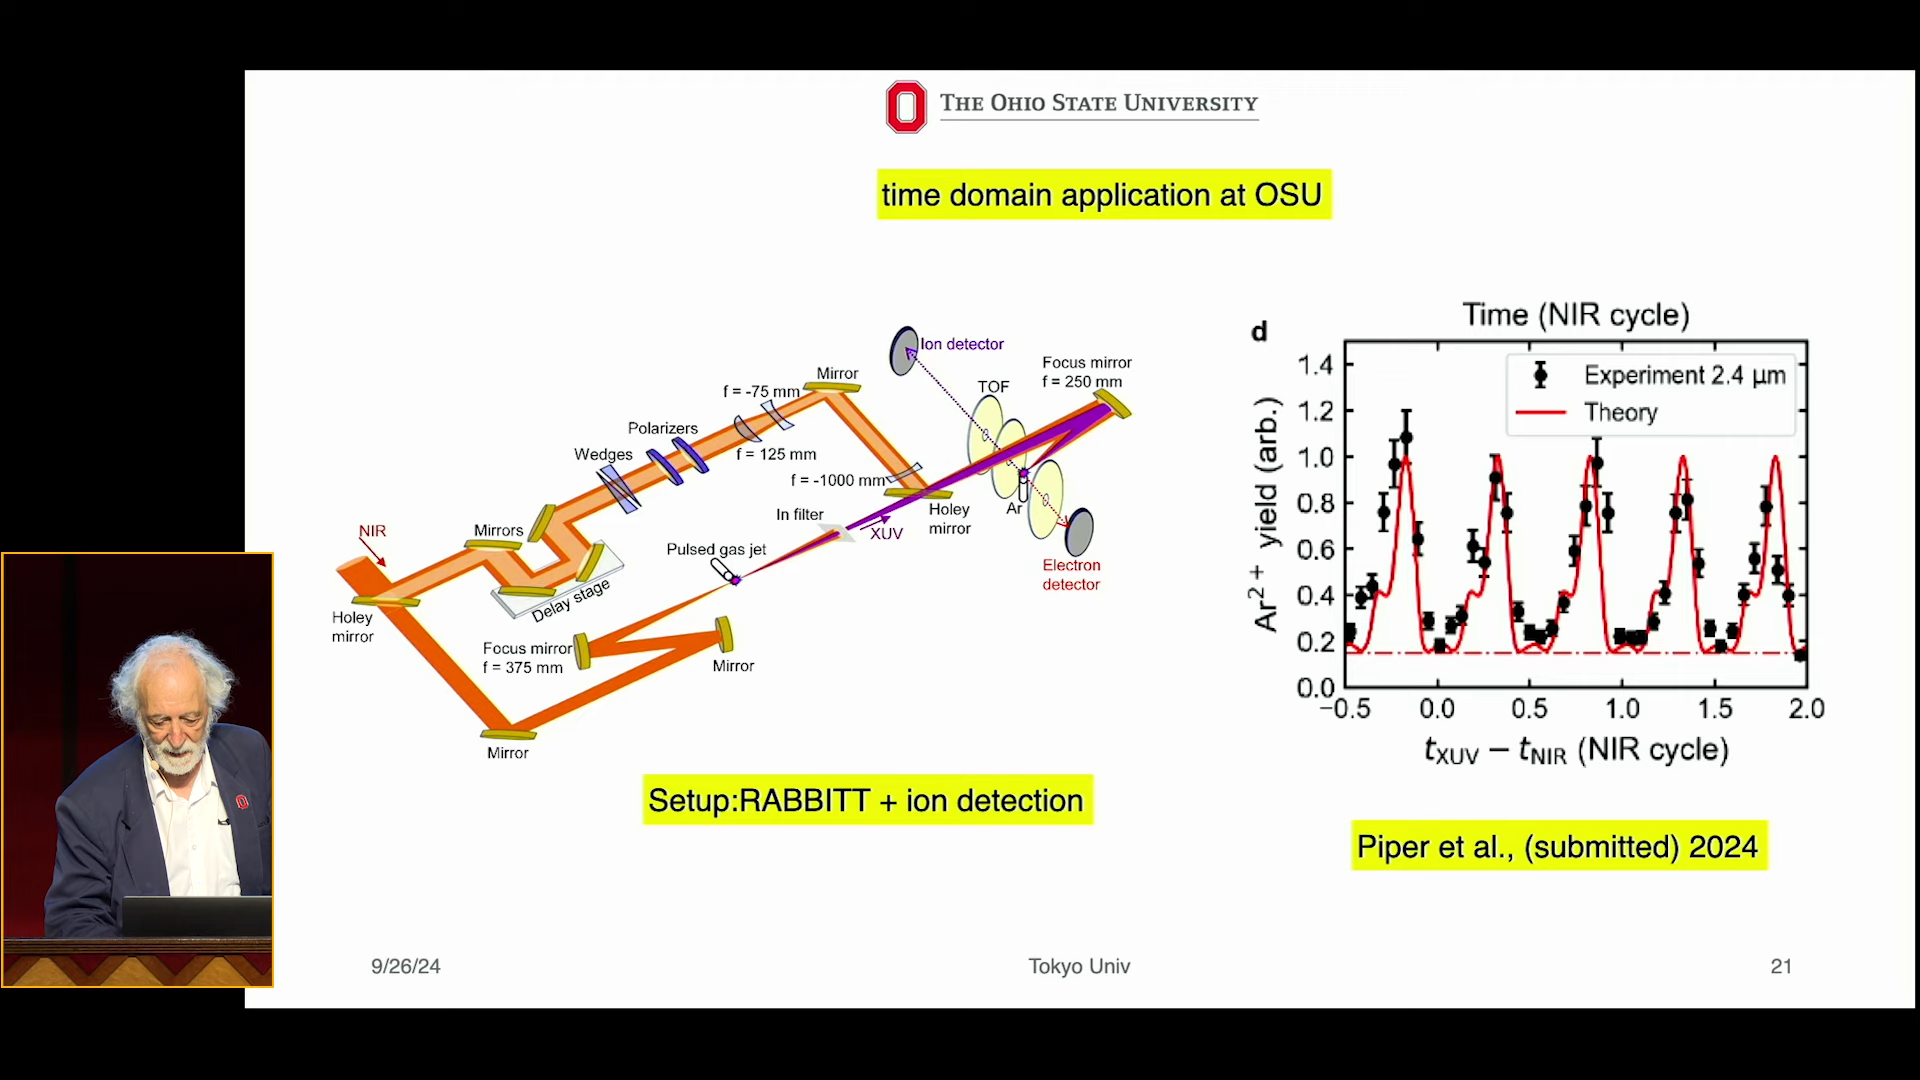 THE OHIO STATE UNIVERSITY
time domain application at OSU
Ion detector
Focus mirror
f = 250 mm
TOF
Mirror
f = -75 mm
Polarizers
f = 125 mm
Wedges
f = -1000 mm
Ar
Holey
mirror
In filter
XUV
NIR
Mirrors
Pulsed gas jet
Electron
detector
Delay stage
Holey
mirror
Focus mirror
f = 375 mm
Mirror
Mirror
Setup:RABBITT + ion detection
d
Time (NIR cycle)
Experiment 2.4 μm
Theory
Ar²⁺ yield (arb.)
1.4
1.2
1.0
0.8
0.6
0.4
0.2
0.0
−0.5 0.0 0.5 1.0 1.5 2.0
tXUV − tNIR (NIR cycle)
Piper et al., (submitted) 2024
9/26/24
Tokyo Univ
21